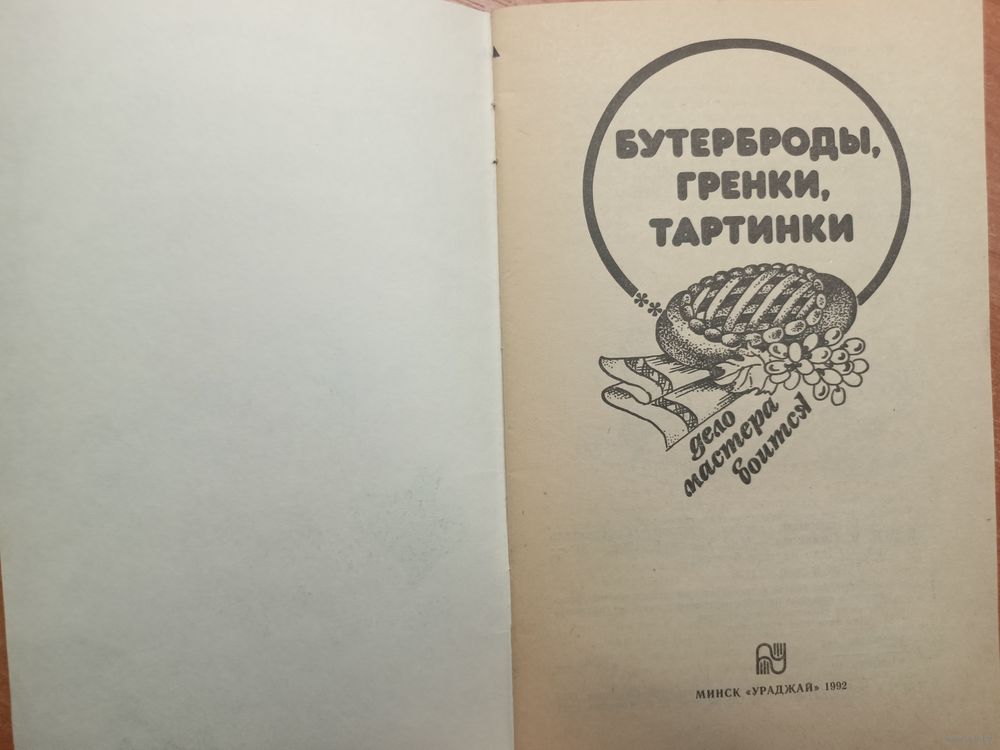 БУТЕРБРОДЫ,
ГРЕНКИ,
ТАРТИНКИ
дело
мастера
боится
МИНСК «УРАДЖАЙ» 1992